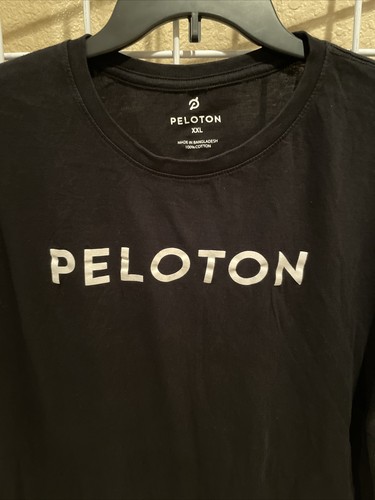 PELOTON
XXL
MADE IN BANGLADESH
100% COTTON
PELOTON